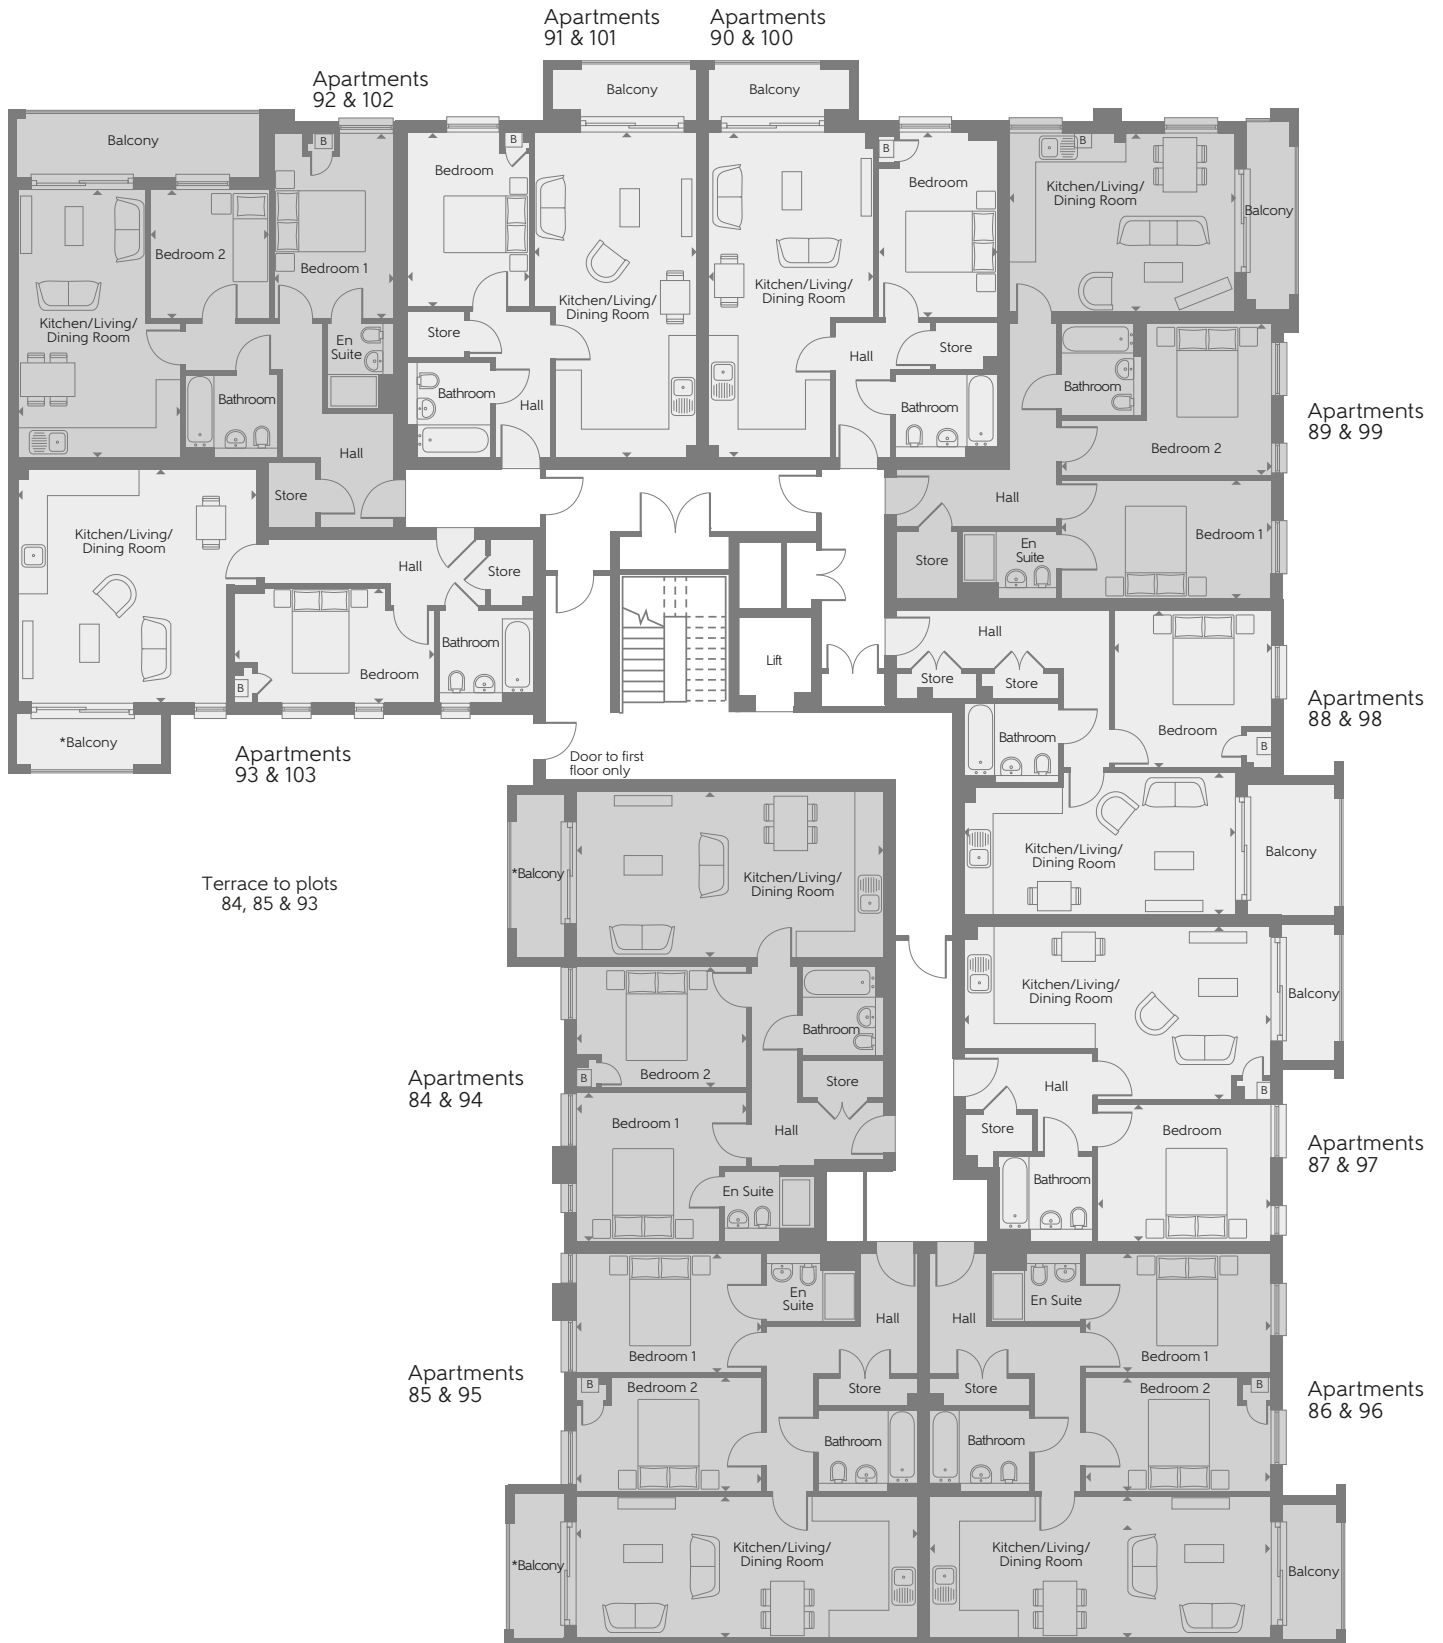 Apartments
91 & 101
Apartments
90 & 100
Apartments
92 & 102
Balcony
Balcony
Balcony
B
Bedroom 2
Bedroom 1
Kitchen/Living/
Dining Room
En
Suite
Bathroom
Hall
Store
B
Bedroom
Kitchen/Living/
Dining Room
Store
Bathroom
Hall
B
Bedroom
Kitchen/Living/
Dining Room
Hall
Store
Bathroom
B
Kitchen/Living/
Dining Room
Balcony
Bathroom
Bedroom 2
Hall
Bedroom 1
En
Suite
Store
Apartments
89 & 99
Kitchen/Living/
Dining Room
Hall
Store
Bathroom
Bedroom
B
*Balcony
Apartments
93 & 103
Lift
Door to first
floor only
Hall
Store
Store
Bedroom
B
Bathroom
Kitchen/Living/
Dining Room
Balcony
Apartments
88 & 98
Terrace to plots
84, 85 & 93
*Balcony
Kitchen/Living/
Dining Room
Bathroom
B
Bedroom 2
Store
Bedroom 1
Hall
En Suite
Apartments
84 & 94
Kitchen/Living/
Dining Room
Balcony
B
Hall
Store
Bedroom
Bathroom
Apartments
87 & 97
En
Suite
Hall
Bedroom 1
B
Bedroom 2
Store
Bathroom
Kitchen/Living/
Dining Room
*Balcony
Apartments
85 & 95
Hall
En Suite
Bedroom 1
Store
Bedroom 2
B
Bathroom
Kitchen/Living/
Dining Room
Balcony
Apartments
86 & 96